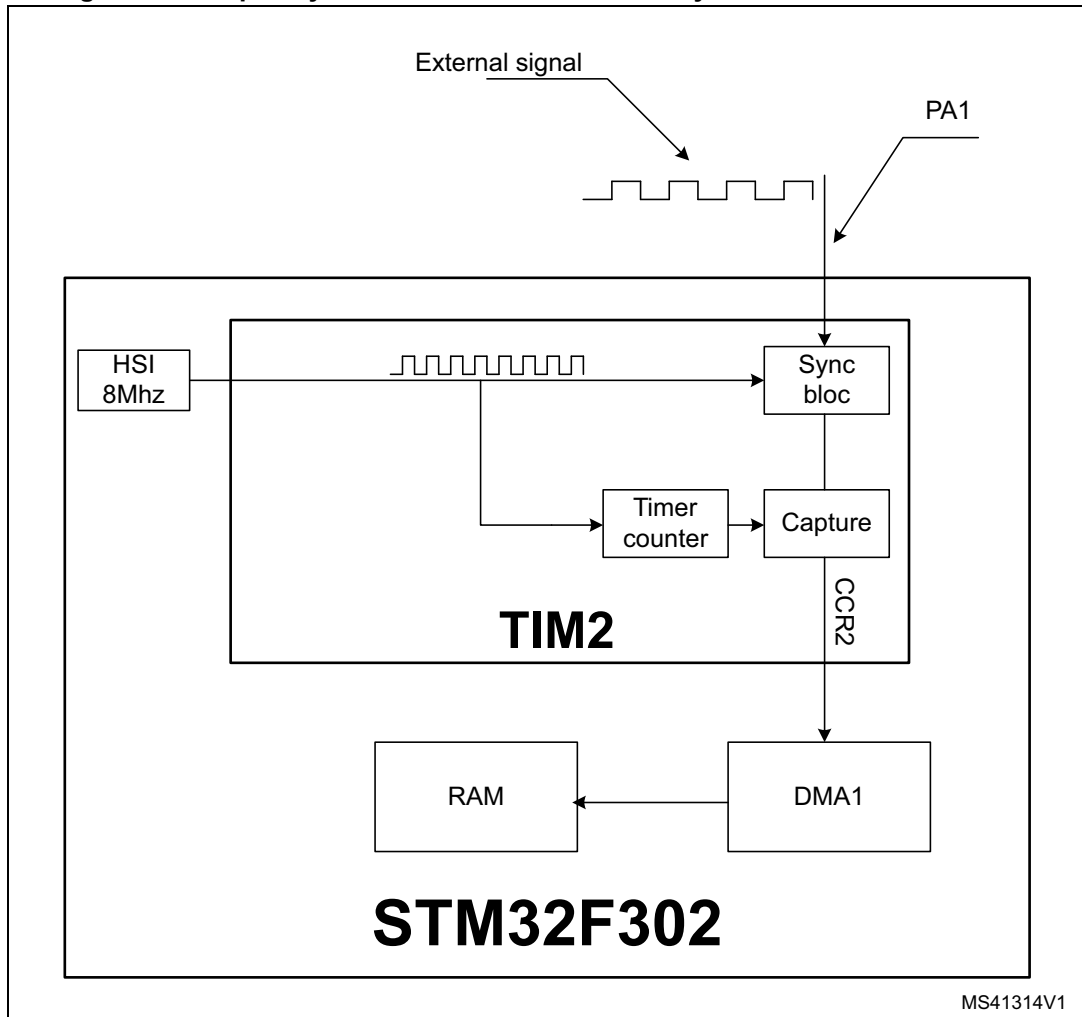 External signal
PA1
HSI
8Mhz
Sync
bloc
Timer
counter
Capture
CCR2
TIM2
RAM
DMA1
STM32F302
MS41314V1